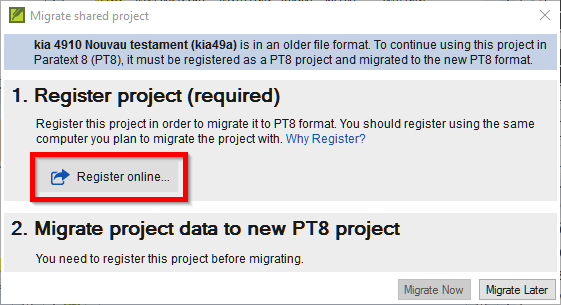 Migrate shared project
kia 4910 Nouvau testament (kia49a) is in an older file format. To continue using this project in
Paratext 8 (PT8), it must be registered as a PT8 project and migrated to the new PT8 format.
1. Register project (required)
Register this project in order to migrate it to PT8 format. You should register using the same
computer you plan to migrate the project with. Why Register?
Register online...
2. Migrate project data to new PT8 project
You need to register this project before migrating.
Migrate Now Migrate Later